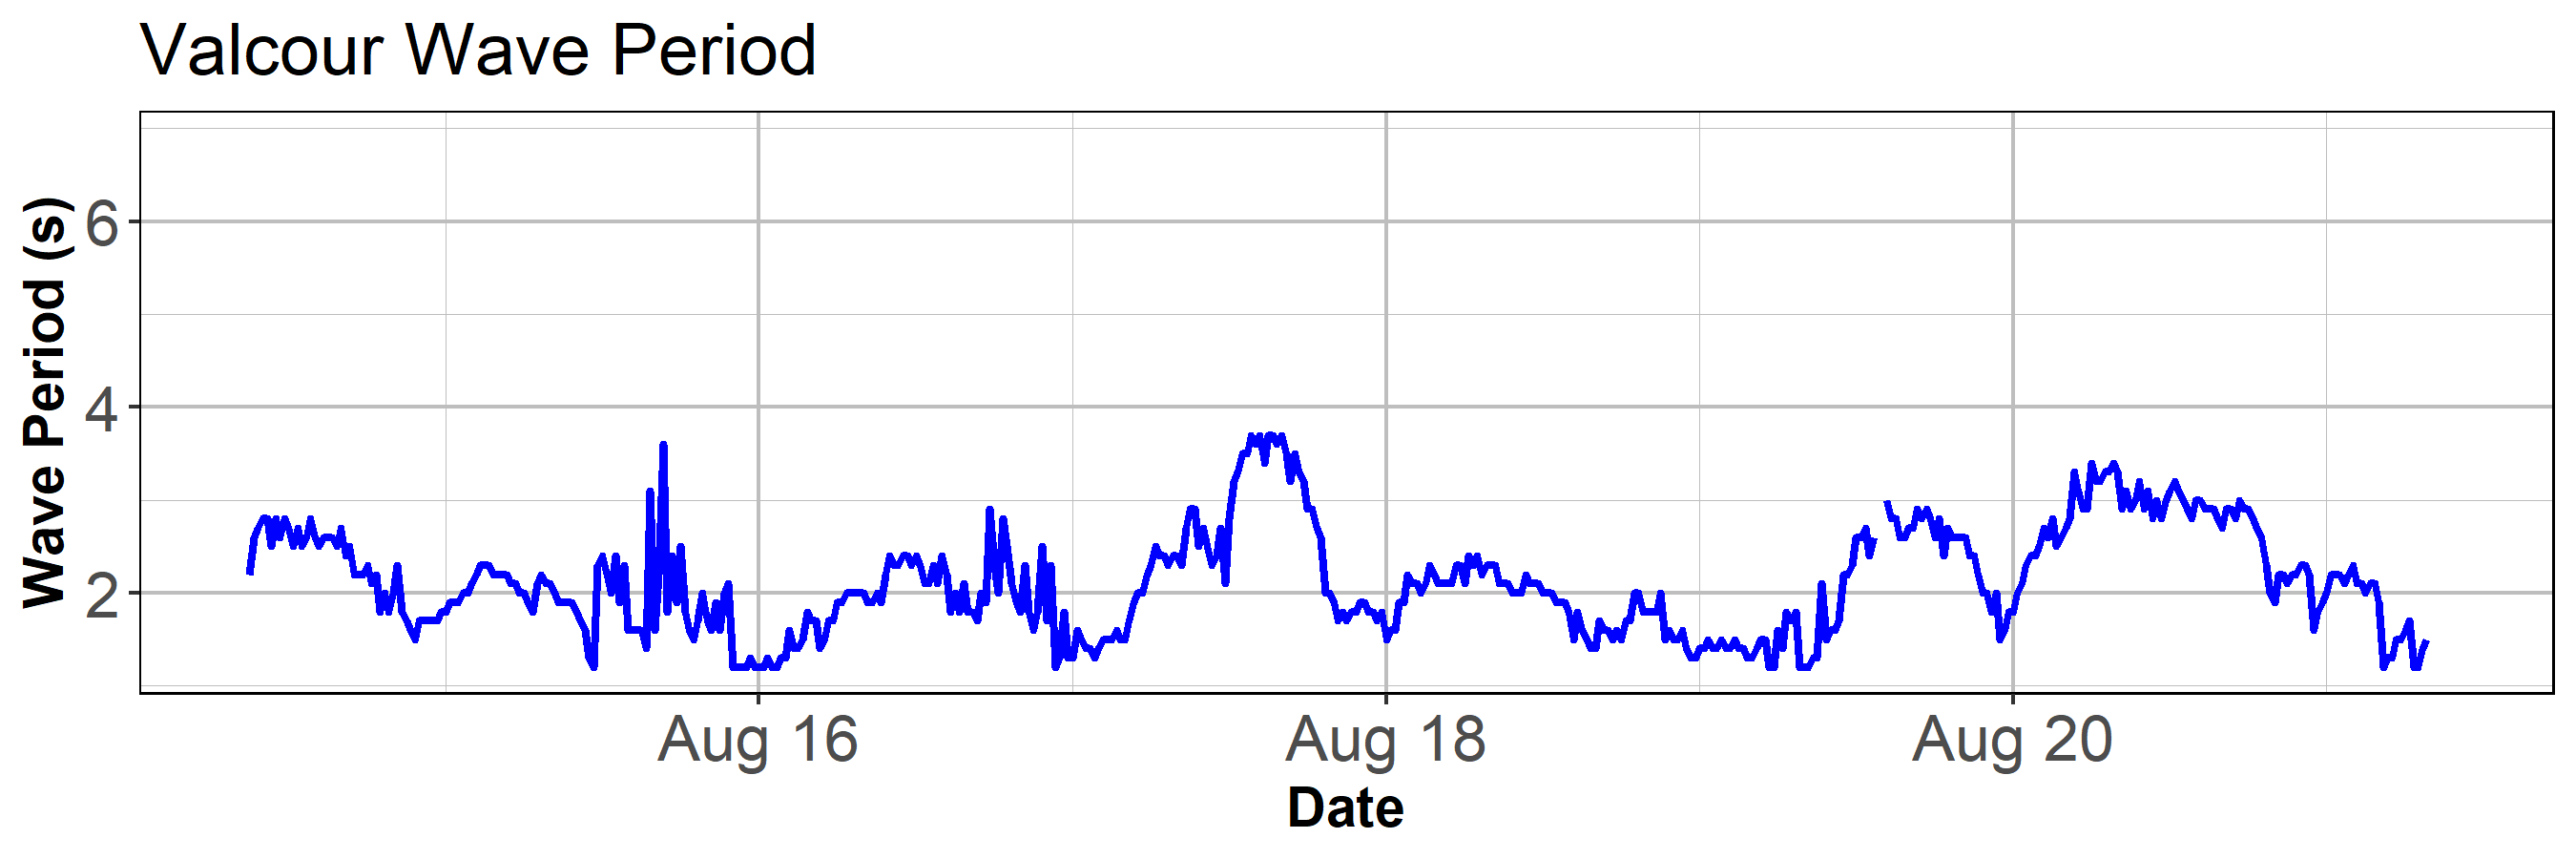 Valcour Wave Period
Wave Period (s)
6
4
2
Aug 16
Aug 18
Aug 20
Date